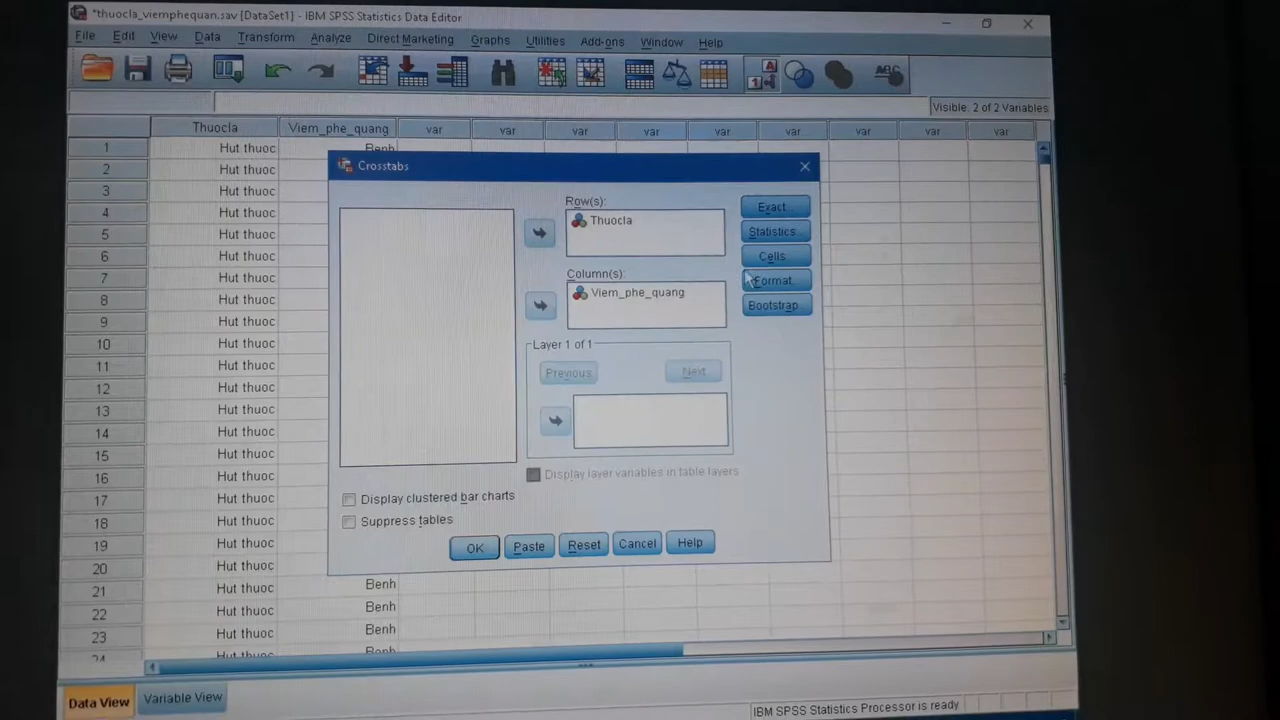 *thuocla_viemphequan.sav [DataSet1] - IBM SPSS Statistics Data Editor
File Edit View Data Transform Analyze Direct Marketing Graphs Utilities Add-ons Window Help
Visible: 2 of 2 Variables
Thuocla Viem_phe_quang var var var var var var var var var
1 Hut thuoc Benh
2 Hut thuoc
3 Hut thuoc
4 Hut thuoc
5 Hut thuoc
6 Hut thuoc
7 Hut thuoc
8 Hut thuoc
9 Hut thuoc
10 Hut thuoc
11 Hut thuoc
12 Hut thuoc
13 Hut thuoc
14 Hut thuoc
15 Hut thuoc
16 Hut thuoc
17 Hut thuoc
18 Hut thuoc
19 Hut thuoc
20 Hut thuoc
21 Hut thuoc Benh
22 Hut thuoc Benh
23 Hut thuoc Benh
24 Hut thuoc Benh
Crosstabs
Row(s):
Thuocla
Column(s):
Viem_phe_quang
Layer 1 of 1
Previous Next
Display layer variables in table layers
Exact...
Statistics...
Cells
Format...
Bootstrap...
Display clustered bar charts
Suppress tables
OK Paste Reset Cancel Help
Data View Variable View
IBM SPSS Statistics Processor is ready